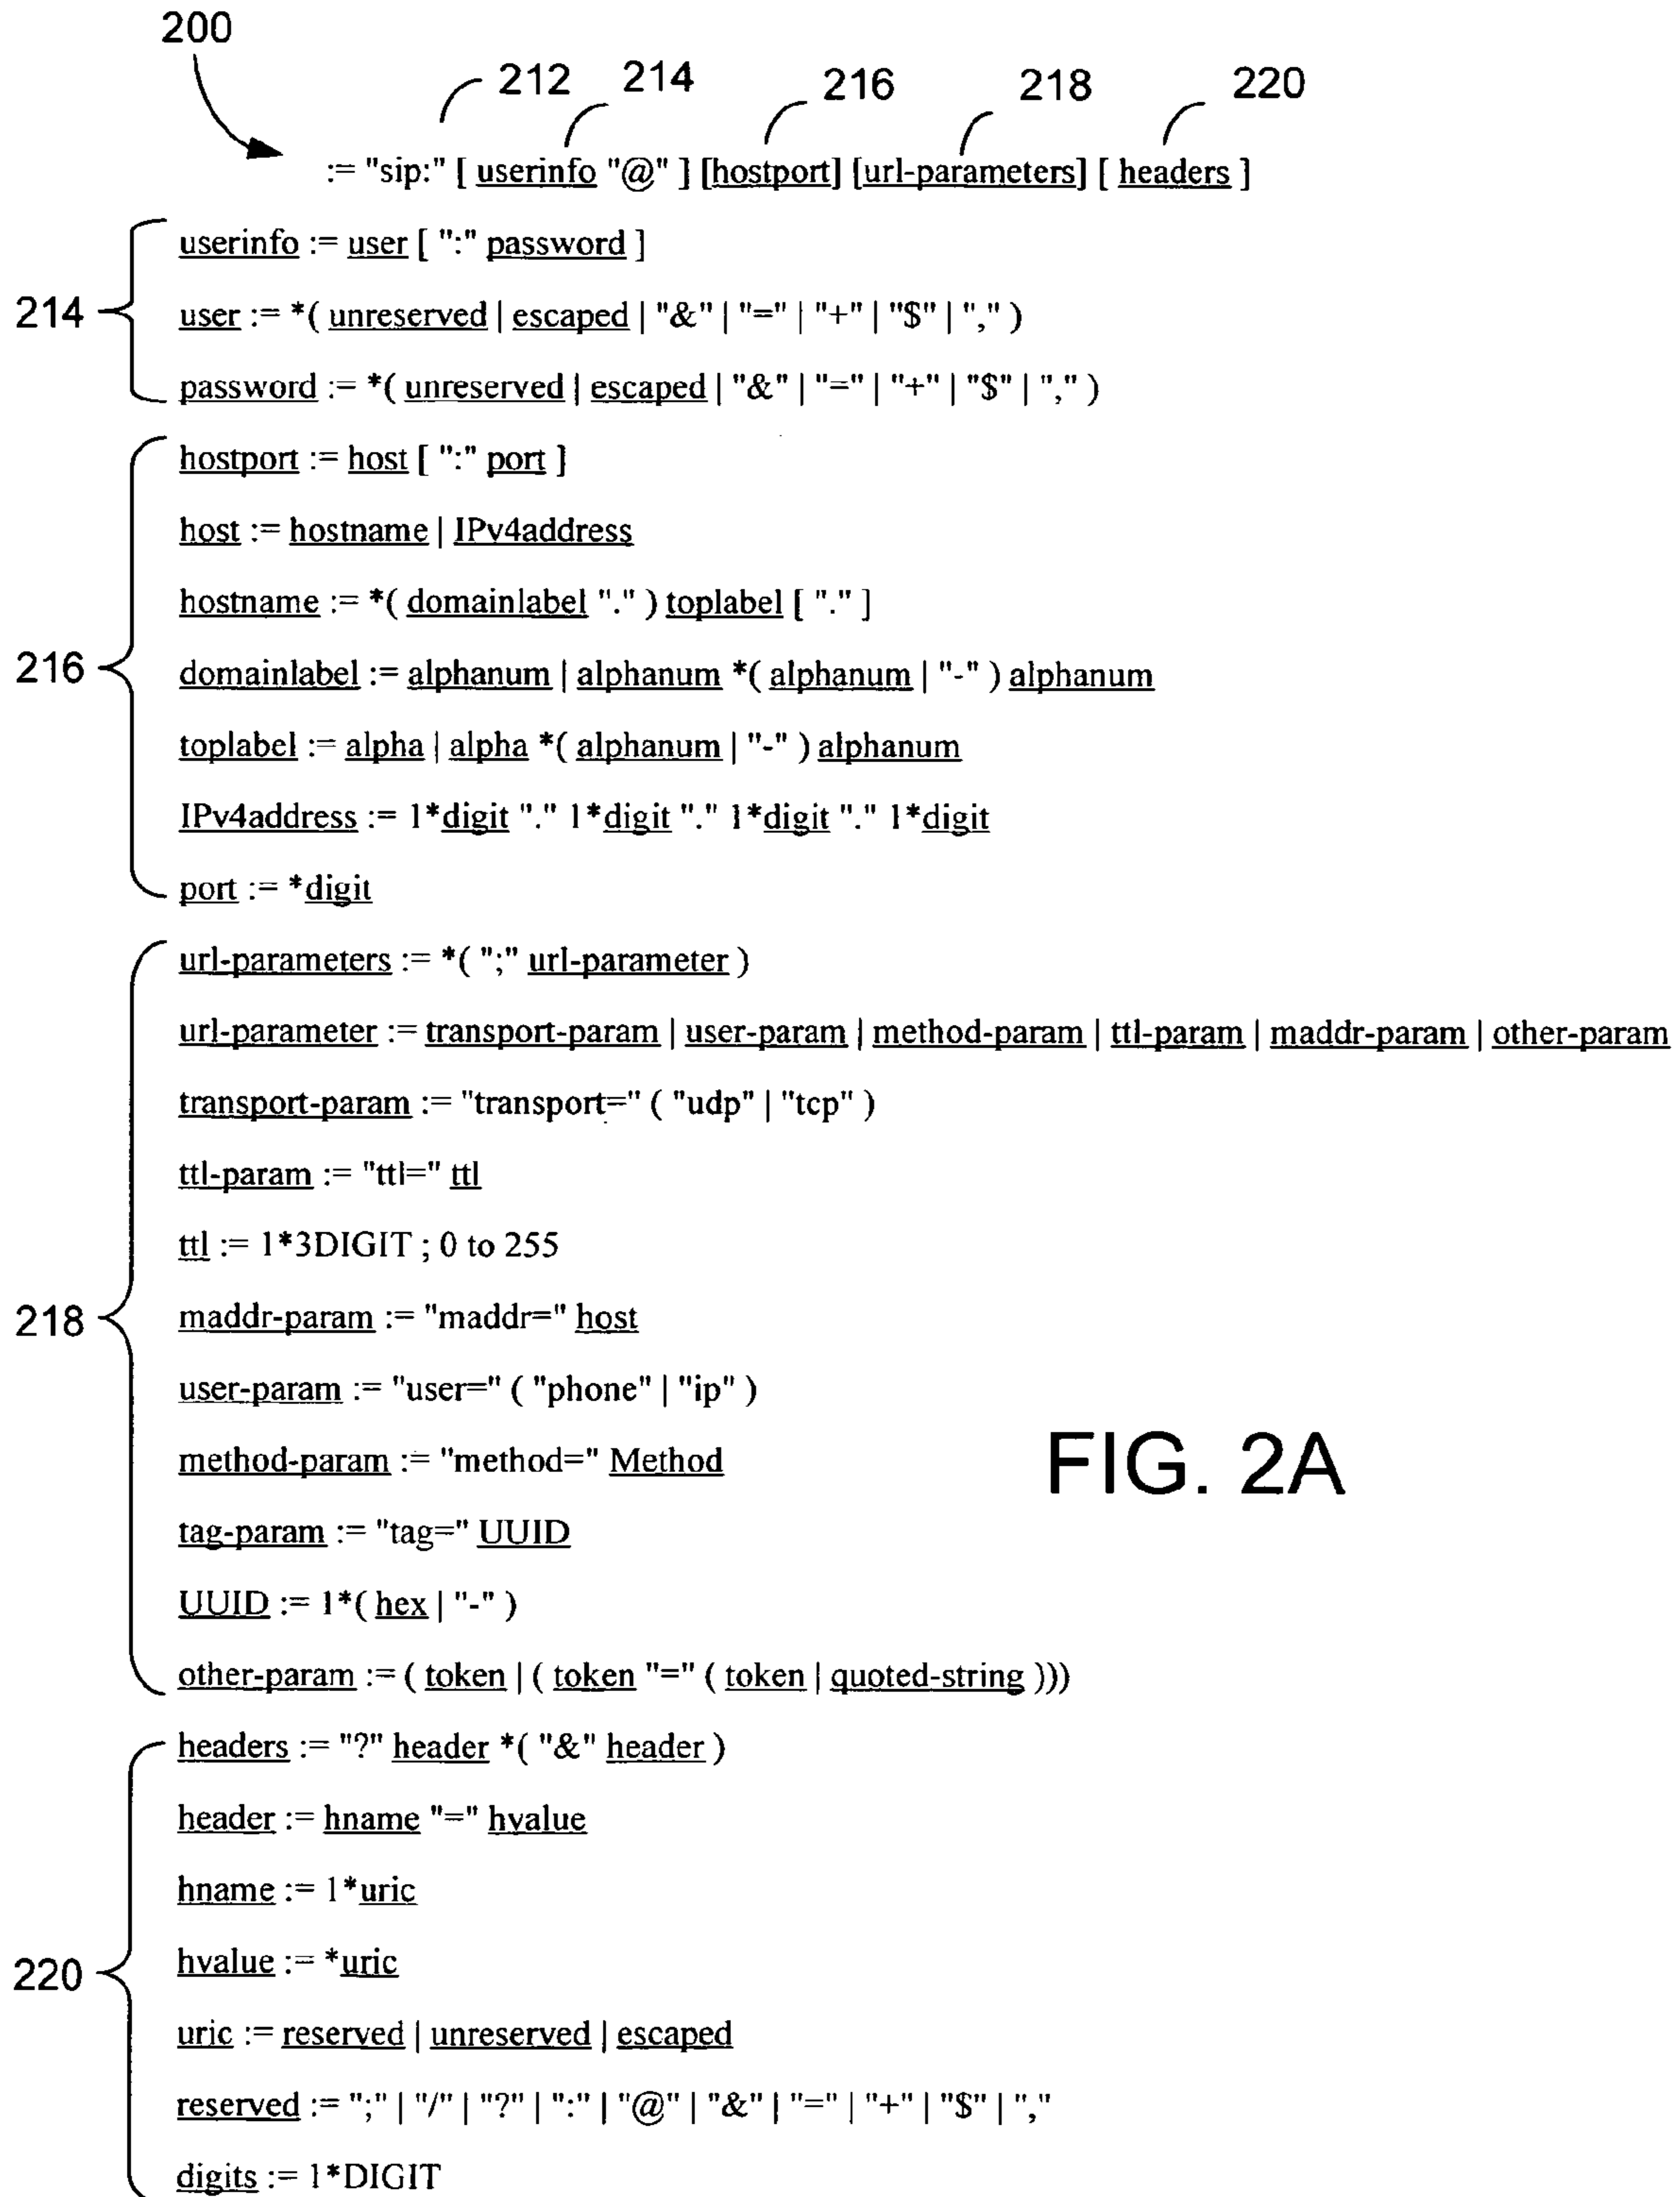 200
212 214 216 218 220
:= "sip:" [ userinfo "@" ] [hostport] [url-parameters] [ headers ]
userinfo := user [ ":" password ]
214
user := *( unreserved | escaped | "&" | "=" | "+" | "$" | "," )
password := *( unreserved | escaped | "&" | "=" | "+" | "$" | "," )
hostport := host [ ":" port ]
host := hostname | IPv4address
hostname := *( domainlabel "." ) toplabel [ "." ]
216
domainlabel := alphanum | alphanum *( alphanum | "-" ) alphanum
toplabel := alpha | alpha *( alphanum | "-" ) alphanum
IPv4address := 1*digit "." 1*digit "." 1*digit "." 1*digit
port := *digit
url-parameters := *( ";" url-parameter )
url-parameter := transport-param | user-param | method-param | ttl-param | maddr-param | other-param
transport-param := "transport=" ( "udp" | "tcp" )
ttl-param := "ttl=" ttl
ttl := 1*3DIGIT ; 0 to 255
218
maddr-param := "maddr=" host
user-param := "user=" ( "phone" | "ip" )
method-param := "method=" Method
FIG. 2A
tag-param := "tag=" UUID
UUID := 1*( hex | "-" )
other-param := ( token | ( token "=" ( token | quoted-string )))
headers := "?" header *( "&" header )
header := hname "=" hvalue
hname := 1*uric
220
hvalue := *uric
uric := reserved | unreserved | escaped
reserved := ";" | "/" | "?" | ":" | "@" | "&" | "=" | "+" | "$" | ","
digits := 1*DIGIT